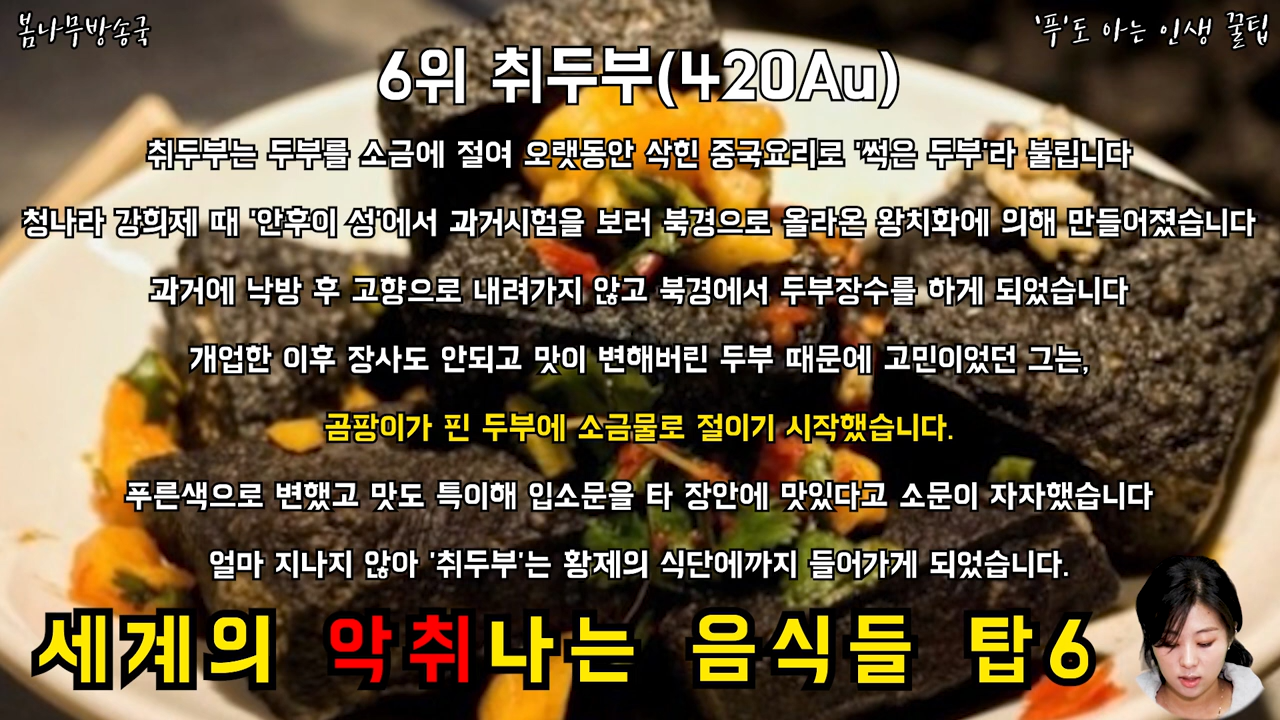 봄나무방송국
'푸'도 아는 인생 꿀팁
6위 취두부(420Au)
취두부는 두부를 소금에 절여 오랫동안 삭힌 중국요리로 '썩은 두부'라 불립니다
청나라 강희제 때 '안후이 성'에서 과거시험을 보러 북경으로 올라온 왕치화에 의해 만들어졌습니다
과거에 낙방 후 고향으로 내려가지 않고 북경에서 두부장수를 하게 되었습니다
개업한 이후 장사도 안되고 맛이 변해버린 두부 때문에 고민이었던 그는,
곰팡이가 핀 두부에 소금물로 절이기 시작했습니다.
푸른색으로 변했고 맛도 특이해 입소문을 타 장안에 맛있다고 소문이 자자했습니다
얼마 지나지 않아 '취두부'는 황제의 식단에까지 들어가게 되었습니다.
세계의 악취나는 음식들 탑6